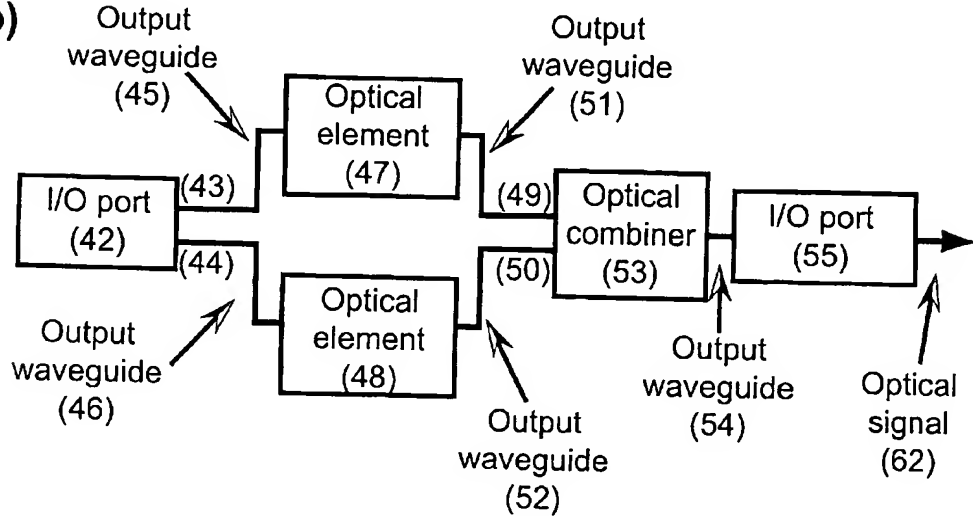 b)
Output
waveguide
(45)
Output
waveguide
(51)
Optical
element
(47)
I/O port
(42)
(43)
(44)
(49)
(50)
Optical
combiner
(53)
I/O port
(55)
Optical
element
(48)
Output
waveguide
(46)
Output
waveguide
(52)
Output
waveguide
(54)
Optical
signal
(62)